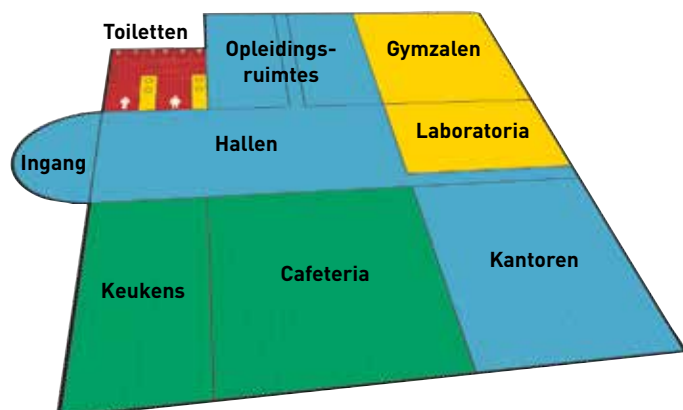 Toiletten
Opleidings-
ruimtes
Gymzalen
Laboratoria
Hallen
Ingang
Kantoren
Cafeteria
Keukens